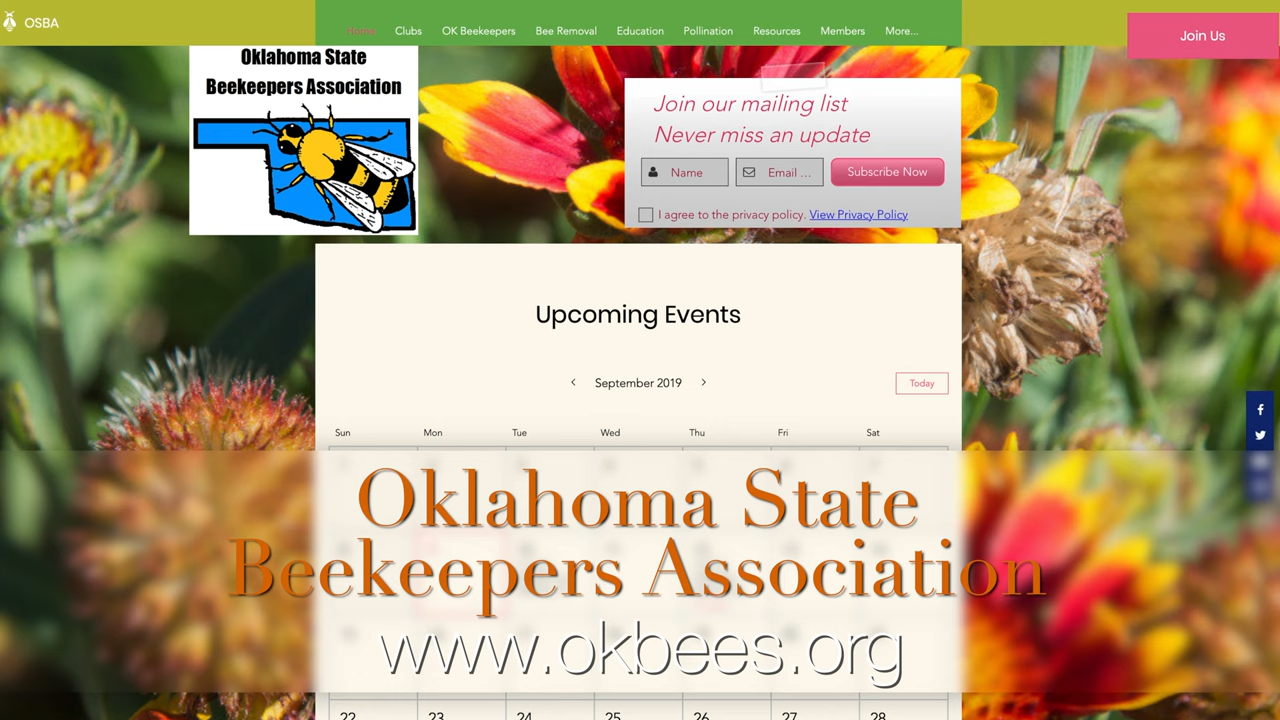 OSBA
Home Clubs OK Beekeepers Bee Removal Education Pollination Resources Members More...
Join Us
Oklahoma State
Beekeepers Association
Join our mailing list
Never miss an update
Name Email ... Subscribe Now
I agree to the privacy policy. View Privacy Policy
Upcoming Events
< September 2019 > Today
Sun Mon Tue Wed Thu Fri Sat
Oklahoma State
Beekeepers Association
www.okbees.org
22 23 24 25 26 27 28